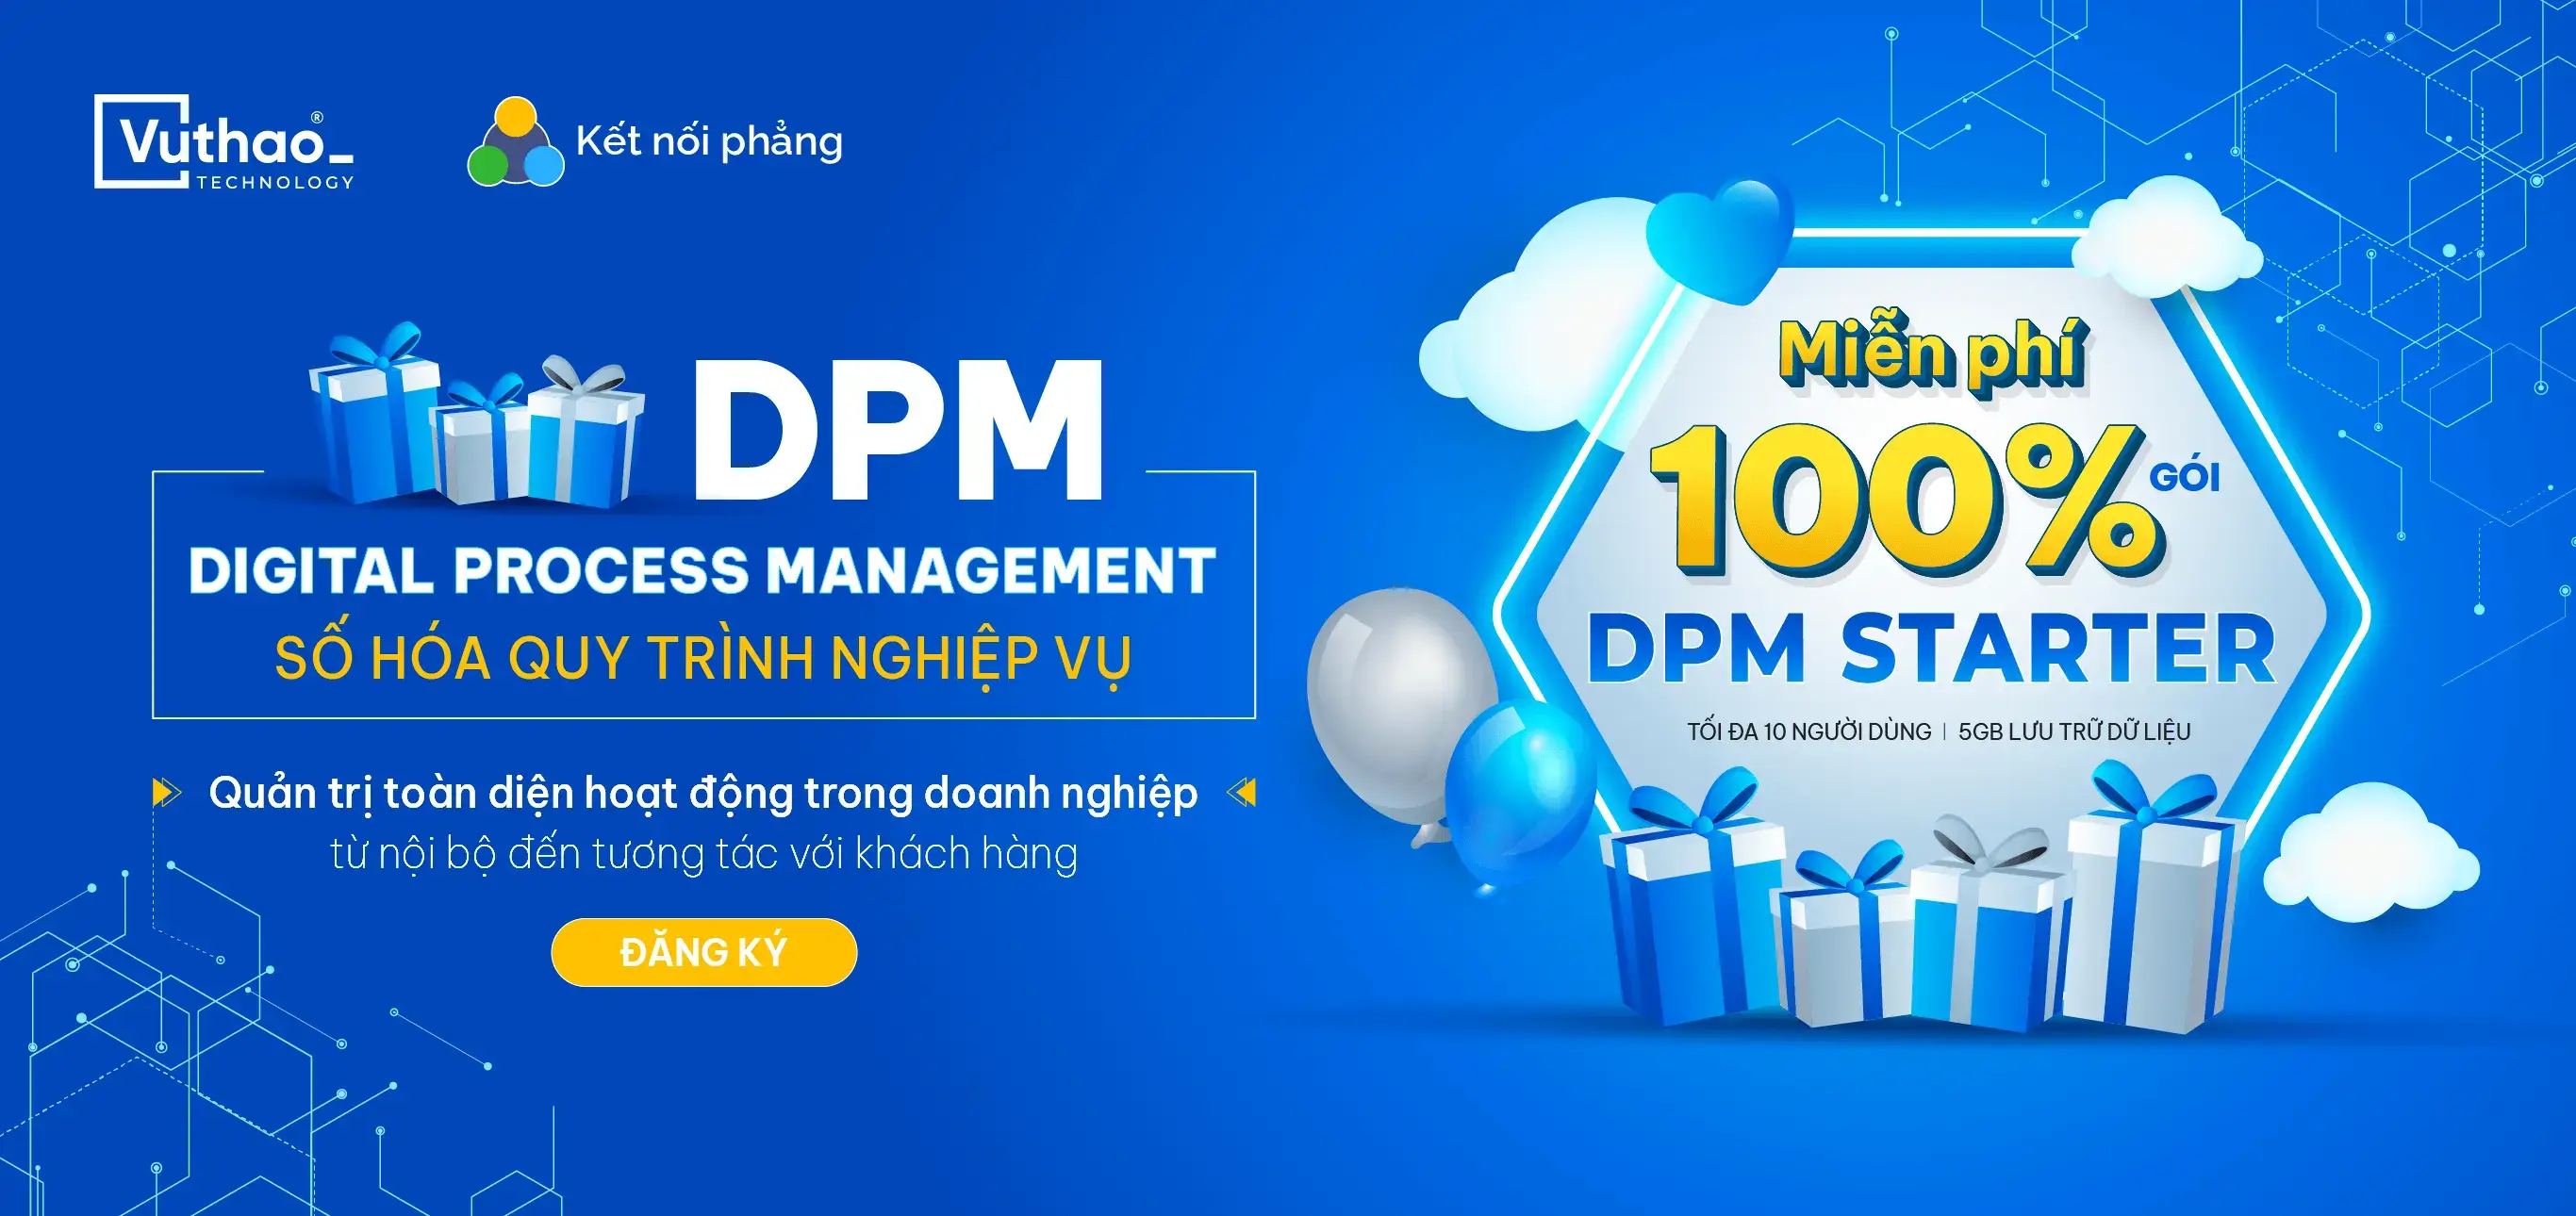 Vuthao®_
TECHNOLOGY
Kết nối phẳng
DPM
DIGITAL PROCESS MANAGEMENT
SỐ HÓA QUY TRÌNH NGHIỆP VỤ
Quản trị toàn diện hoạt động trong doanh nghiệp
từ nội bộ đến tương tác với khách hàng
ĐĂNG KÝ
Miễn phí
100% GÓI
DPM STARTER
TỐI ĐA 10 NGƯỜI DÙNG | 5GB LƯU TRỮ DỮ LIỆU